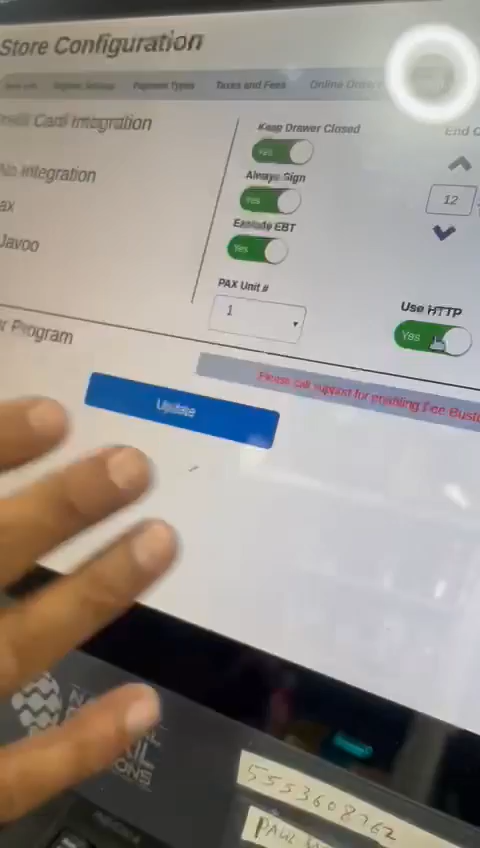 Store Configuration
Payment Types
Taxes and Fees
Card Integration
Keep Drawer Closed
Yes
No Integration
Always Sign
Yes
12
Javoo
Exclude EBT
Yes
PAX Unit #
1
Use HTTP
Yes
Program
Please call support for enabling Fee
Update
5553608762